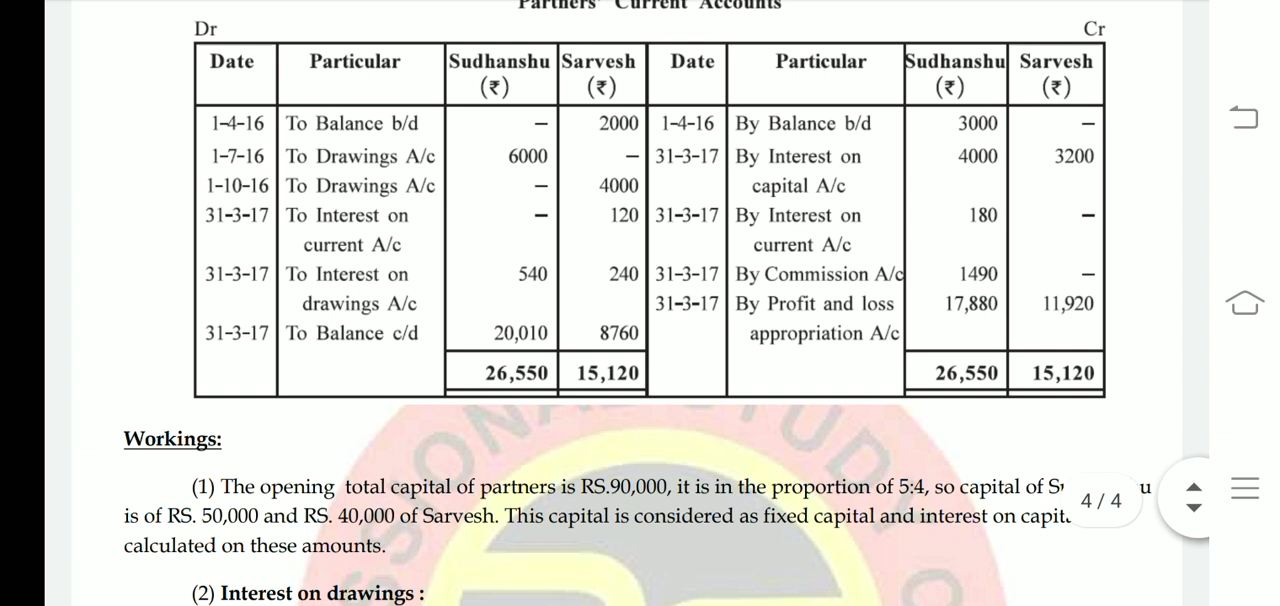 Partners' Current Accounts
Dr Cr
Date Particular Sudhanshu Sarvesh Date Particular Sudhanshu Sarvesh
(₹) (₹) (₹) (₹)
1-4-16 To Balance b/d – 2000 1-4-16 By Balance b/d 3000 –
1-7-16 To Drawings A/c 6000 – 31-3-17 By Interest on 4000 3200
1-10-16 To Drawings A/c – 4000 capital A/c
31-3-17 To Interest on – 120 31-3-17 By Interest on 180 –
current A/c current A/c
31-3-17 To Interest on 540 240 31-3-17 By Commission A/c 1490 –
drawings A/c 31-3-17 By Profit and loss 17,880 11,920
31-3-17 To Balance c/d 20,010 8760 appropriation A/c
26,550 15,120 26,550 15,120
Workings:
(1) The opening total capital of partners is RS.90,000, it is in the proportion of 5:4, so capital of
is of RS. 50,000 and RS. 40,000 of Sarvesh. This capital is considered as fixed capital and interest on
calculated on these amounts.
(2) Interest on drawings :
4 / 4